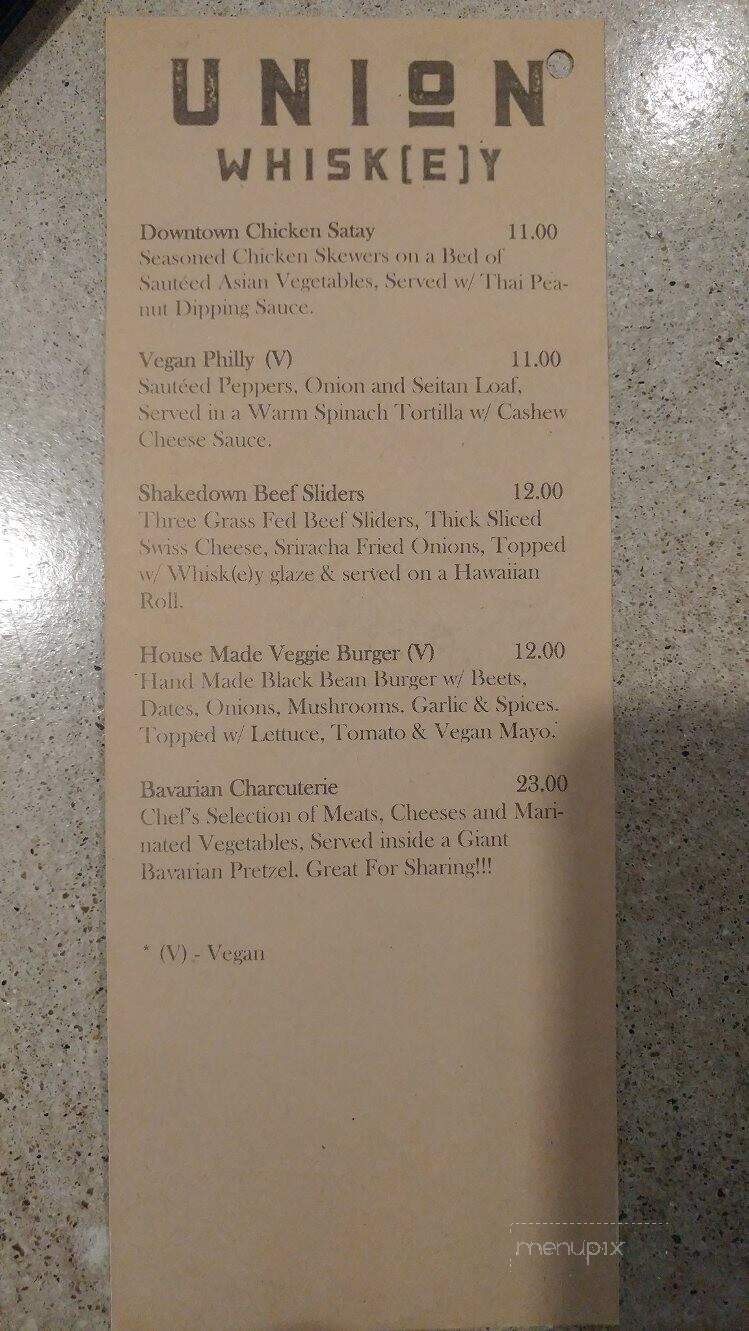 UNION
WHISK[E]Y
Downtown Chicken Satay 11.00
Seasoned Chicken Skewers on a Bed of
Sautéed Asian Vegetables, Served w/ Thai Pea-
nut Dipping Sauce.
Vegan Philly (V) 11.00
Sautéed Peppers, Onion and Seitan Loaf,
Served in a Warm Spinach Tortilla w/ Cashew
Cheese Sauce.
Shakedown Beef Sliders 12.00
Three Grass Fed Beef Sliders, Thick Sliced
Swiss Cheese, Sriracha Fried Onions, Topped
w/ Whisk(e)y glaze & served on a Hawaiian
Roll.
House Made Veggie Burger (V) 12.00
Hand Made Black Bean Burger w/ Beets,
Dates, Onions, Mushrooms, Garlic & Spices.
Topped w/ Lettuce, Tomato & Vegan Mayo.
Bavarian Charcuterie 23.00
Chef's Selection of Meats, Cheeses and Mari-
nated Vegetables, Served inside a Giant
Bavarian Pretzel. Great For Sharing!!!
* (V) - Vegan
menupix